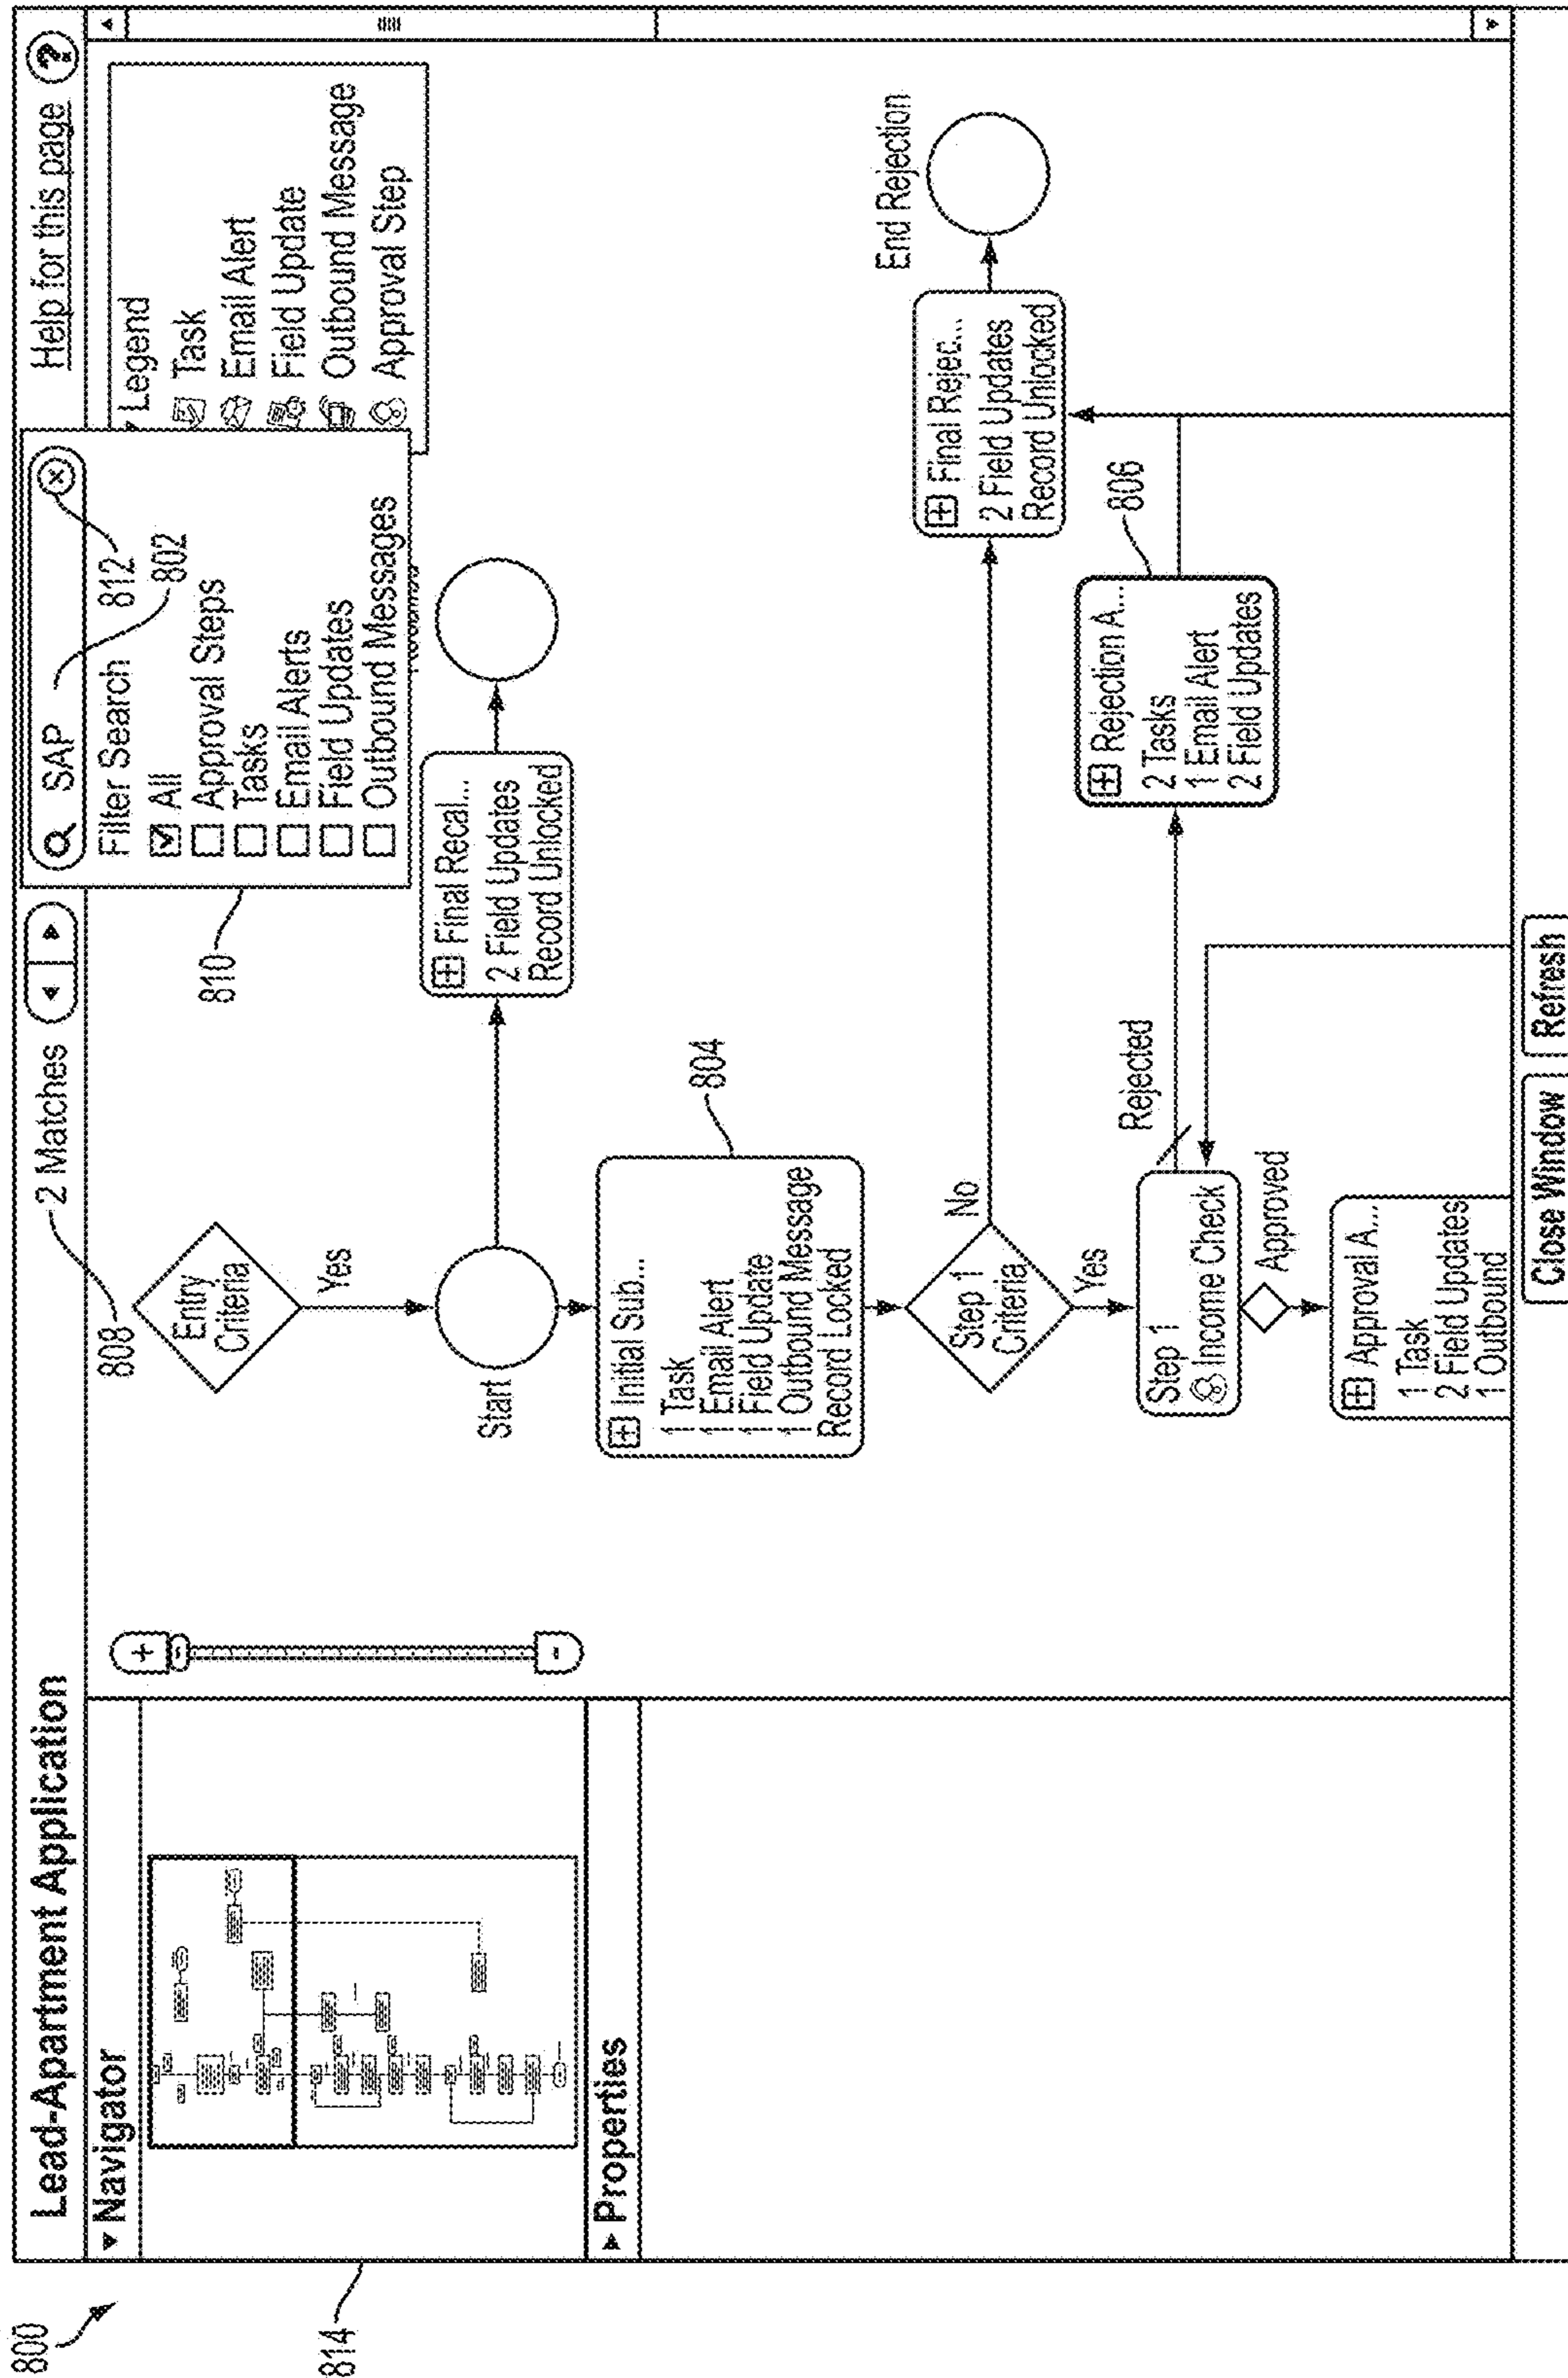 800
Lead-Apartment Application
808
2 Matches
SAP
Help for this page
?
Navigator
814
Properties
+
-
810
812
802
Filter Search
All
Approval Steps
Tasks
Email Alerts
Field Updates
Outbound Messages
Legend
Task
Email Alert
Field Update
Outbound Message
Approval Step
Entry
Criteria
Yes
Start
Final Recal...
2 Field Updates
Record Unlocked
804
Initial Sub...
1 Task
1 Email Alert
1 Field Update
1 Outbound Message
Record Locked
Step 1
Criteria
No
Yes
Final Rejec...
2 Field Updates
Record Unlocked
End Rejection
Step 1
Income Check
Rejected
806
Rejection A...
2 Tasks
1 Email Alert
2 Field Updates
Approved
Approval A...
1 Task
2 Field Updates
1 Outbound
Close Window
Refresh